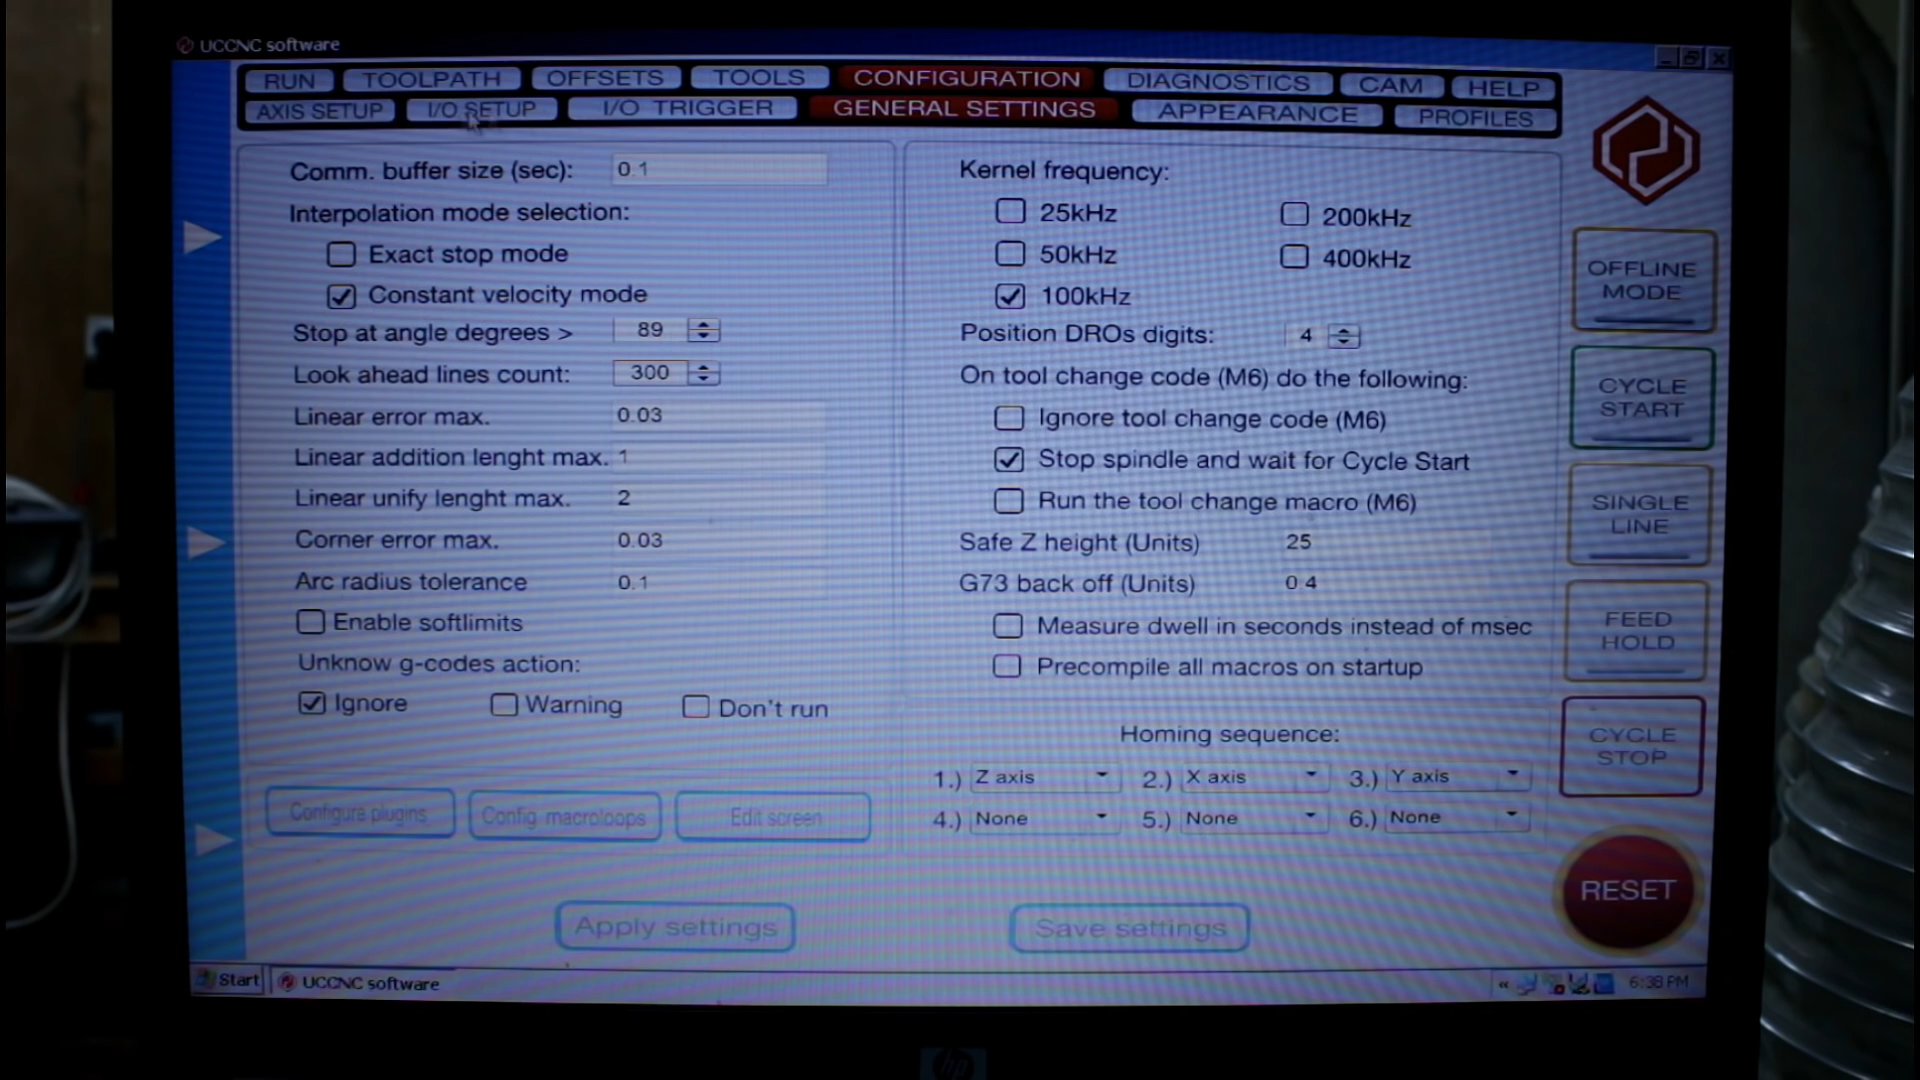 UCCNC software
RUN TOOLPATH OFFSETS TOOLS CONFIGURATION DIAGNOSTICS CAM HELP
AXIS SETUP I/O SETUP I/O TRIGGER GENERAL SETTINGS APPEARANCE PROFILES
Comm. buffer size (sec): 0.1
Interpolation mode selection:
Exact stop mode
Constant velocity mode
Stop at angle degrees > 89
Look ahead lines count: 300
Linear error max. 0.03
Linear addition lenght max. 1
Linear unify lenght max. 2
Corner error max. 0.03
Arc radius tolerance 0.1
Enable softlimits
Unknow g-codes action:
Ignore Warning Don't run
Configure plugins Config macroloops Edit screen
Kernel frequency:
25kHz 200kHz
50kHz 400kHz
100kHz
Position DROs digits: 4
On tool change code (M6) do the following:
Ignore tool change code (M6)
Stop spindle and wait for Cycle Start
Run the tool change macro (M6)
Safe Z height (Units) 25
G73 back off (Units) 0.4
Measure dwell in seconds instead of msec
Precompile all macros on startup
Homing sequence:
1.) Z axis 2.) X axis 3.) Y axis
4.) None 5.) None 6.) None
Apply settings Save settings
OFFLINE
MODE
CYCLE
START
SINGLE
LINE
FEED
HOLD
CYCLE
STOP
RESET
Start UCCNC software « 6:38 PM
hp